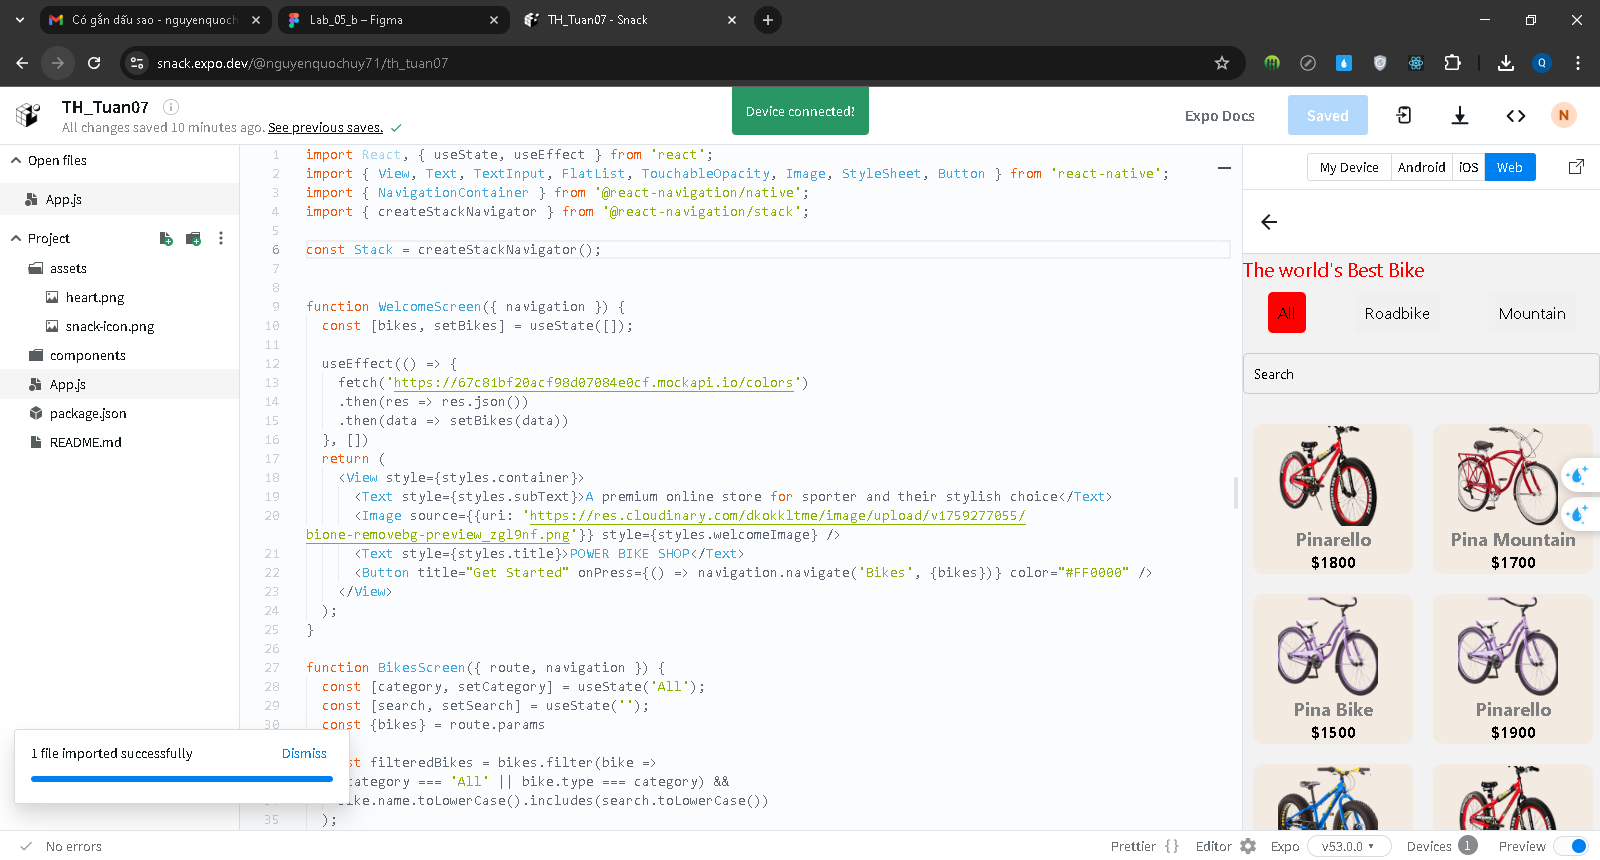 Có gắn dấu sao - nguyenquoch
Lab_05_b – Figma
TH_Tuan07 - Snack
snack.expo.dev/@nguyenquochuy71/th_tuan07
Q
TH_Tuan07
All changes saved 10 minutes ago. See previous saves.
Device connected!
Expo Docs
Saved
N
Open files
App.js
Project
assets
heart.png
snack-icon.png
components
App.js
package.json
README.md
1 import React, { useState, useEffect } from 'react';
2 import { View, Text, TextInput, FlatList, TouchableOpacity, Image, StyleSheet, Button } from 'react-native';
3 import { NavigationContainer } from '@react-navigation/native';
4 import { createStackNavigator } from '@react-navigation/stack';
5
6 const Stack = createStackNavigator();
7
8
9 function WelcomeScreen({ navigation }) {
10 const [bikes, setBikes] = useState([]);
11
12 useEffect(() => {
13 fetch('https://67c81bf20acf98d07084e0cf.mockapi.io/colors')
14 .then(res => res.json())
15 .then(data => setBikes(data))
16 }, [])
17 return (
18 <View style={styles.container}>
19 <Text style={styles.subText}>A premium online store for sporter and their stylish choice</Text>
20 <Image source={{uri: 'https://res.cloudinary.com/dkokkltme/image/upload/v1759277055/
bione-removebg-preview_zgl9nf.png'}} style={styles.welcomeImage} />
21 <Text style={styles.title}>POWER BIKE SHOP</Text>
22 <Button title="Get Started" onPress={() => navigation.navigate('Bikes', {bikes})} color="#FF0000" />
23 </View>
24 );
25 }
26
27 function BikesScreen({ route, navigation }) {
28 const [category, setCategory] = useState('All');
29 const [search, setSearch] = useState('');
30 const {bikes} = route.params
st filteredBikes = bikes.filter(bike =>
category === 'All' || bike.type === category) &&
ike.name.toLowerCase().includes(search.toLowerCase())
35 );
1 file imported successfully
Dismiss
My Device
Android
iOS
Web
The world's Best Bike
All
Roadbike
Mountain
Search
Pinarello
$1800
Pina Mountain
$1700
Pina Bike
$1500
Pinarello
$1900
No errors
Prettier {}
Editor
Expo
v53.0.0
Devices 1
Preview